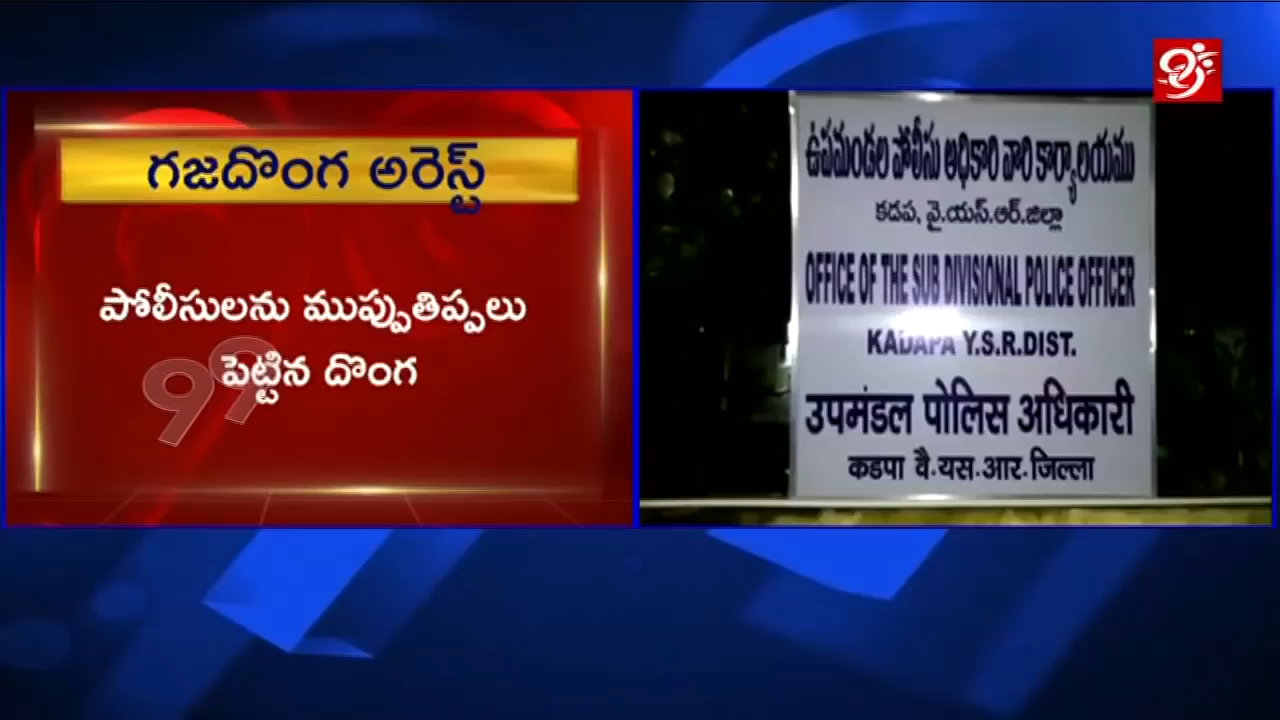 గజదొంగ అరెస్ట్
పోలీసులను ముప్పుతిప్పలు
పెట్టిన దొంగ
99
ఉపమండల పోలీసు అధికారి వారి కార్యాలయము
కడప, వై.యస్.ఆర్.జిల్లా
OFFICE OF THE SUB DIVISIONAL POLICE OFFICER
KADAPA Y.S.R.DIST.
उपमंडल पोलिस अधिकारी
कडपा वै.यस.आर.जिल्ला